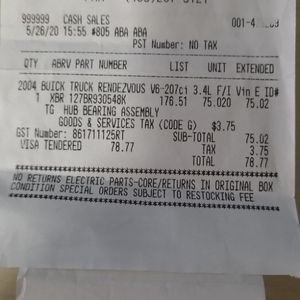 999999 CASH SALES
5/26/20 15:55 #805 ABA ABA
PST Number: NO TAX
QTY ABRV PART NUMBER LIST UNIT EXTENDED
2004 BUICK TRUCK RENDEZVOUS V6-207ci 3.4L F/I Vin E ID#
1 XBR 127BR930548K 176.51 75.020 75.02
TG HUB BEARING ASSEMBLY
GOODS & SERVICES TAX (CODE G) $3.75
GST Number: 861711125RT SUB-TOTAL 75.02
TAX 3.75
VISA TENDERED 78.77 TOTAL 78.77
NO RETURNS ELECTRIC PARTS-CORE/RETURNS IN ORIGINAL BOX
CONDITION SPECIAL ORDERS SUBJECT TO RESTOCKING FEE